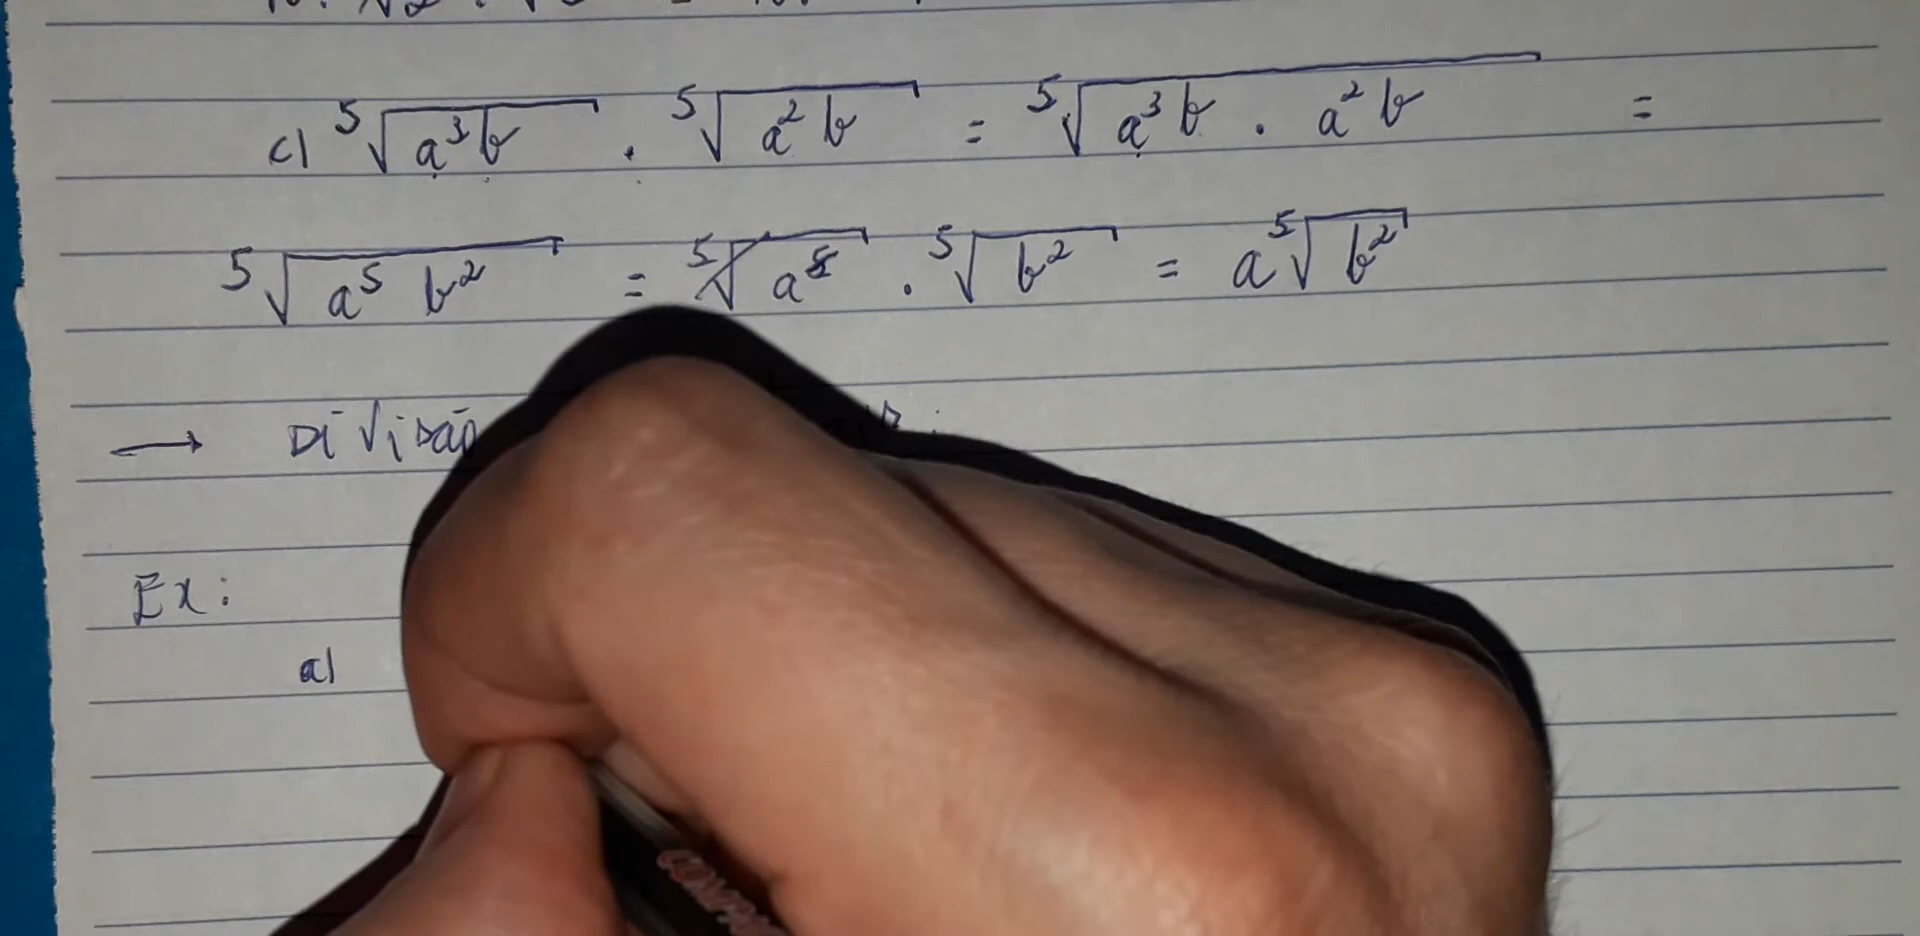 c) ⁵√(a³b) . ⁵√(a²b) = ⁵√(a³b . a²b) =
⁵√(a⁵ b²) = ⁵√(a⁵) . ⁵√(b²) = a ⁵√(b²)
→ Divisão
Ex:
a)